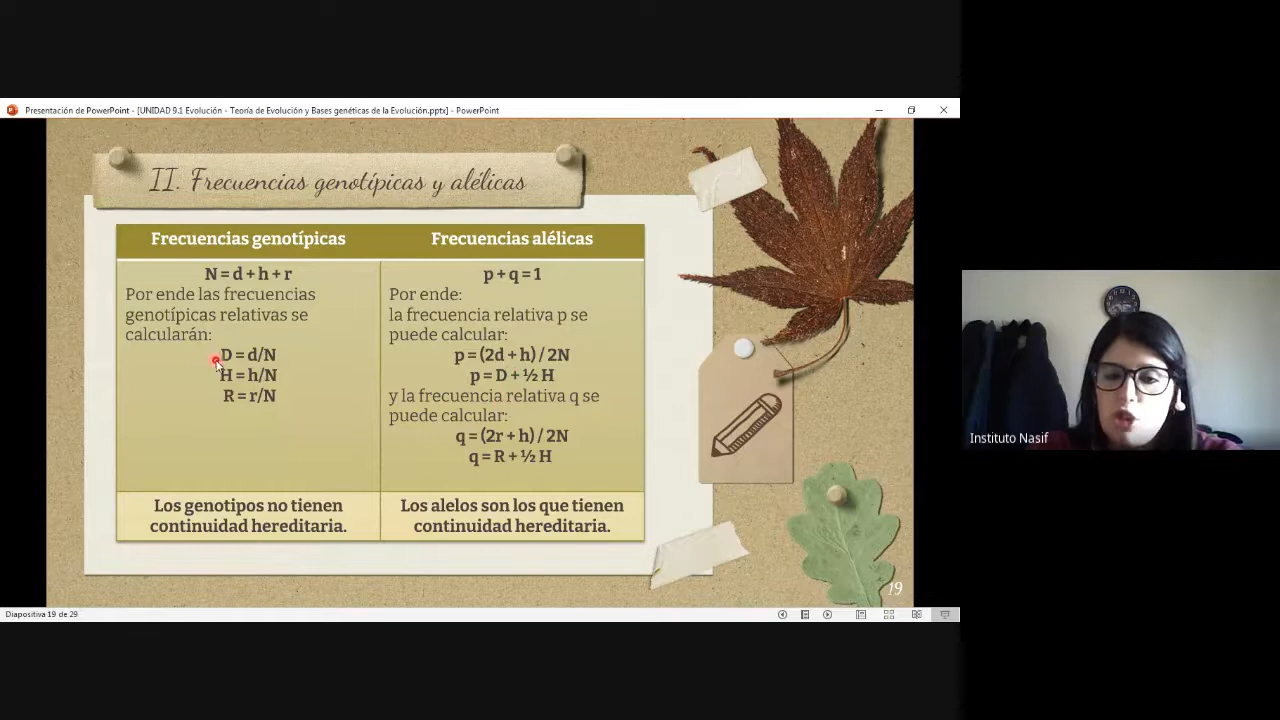 Presentación de PowerPoint - [UNIDAD 9.1 Evolución - Teoría de Evolución y Bases genéticas de la Evolución.pptx] - PowerPoint
II. Frecuencias genotípicas y alélicas
Frecuencias genotípicas
N = d + h + r
Por ende las frecuencias
genotípicas relativas se
calcularán:
D = d/N
H = h/N
R = r/N
Los genotipos no tienen
continuidad hereditaria.
Frecuencias alélicas
p + q = 1
Por ende:
la frecuencia relativa p se
puede calcular:
p = (2d + h) / 2N
p = D + ½ H
y la frecuencia relativa q se
puede calcular:
q = (2r + h) / 2N
q = R + ½ H
Los alelos son los que tienen
continuidad hereditaria.
19
Diapositiva 19 de 29
Instituto Nasif